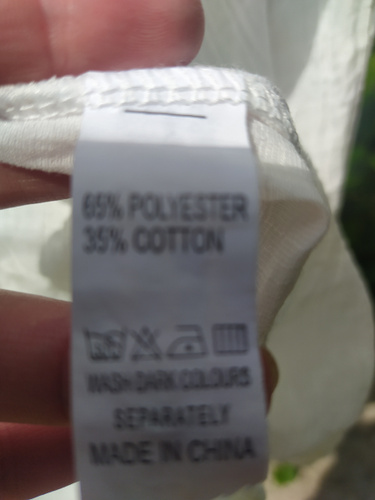 65% POLYESTER
35% COTTON
WASH DARK COLOURS
SEPARATELY
MADE IN CHINA